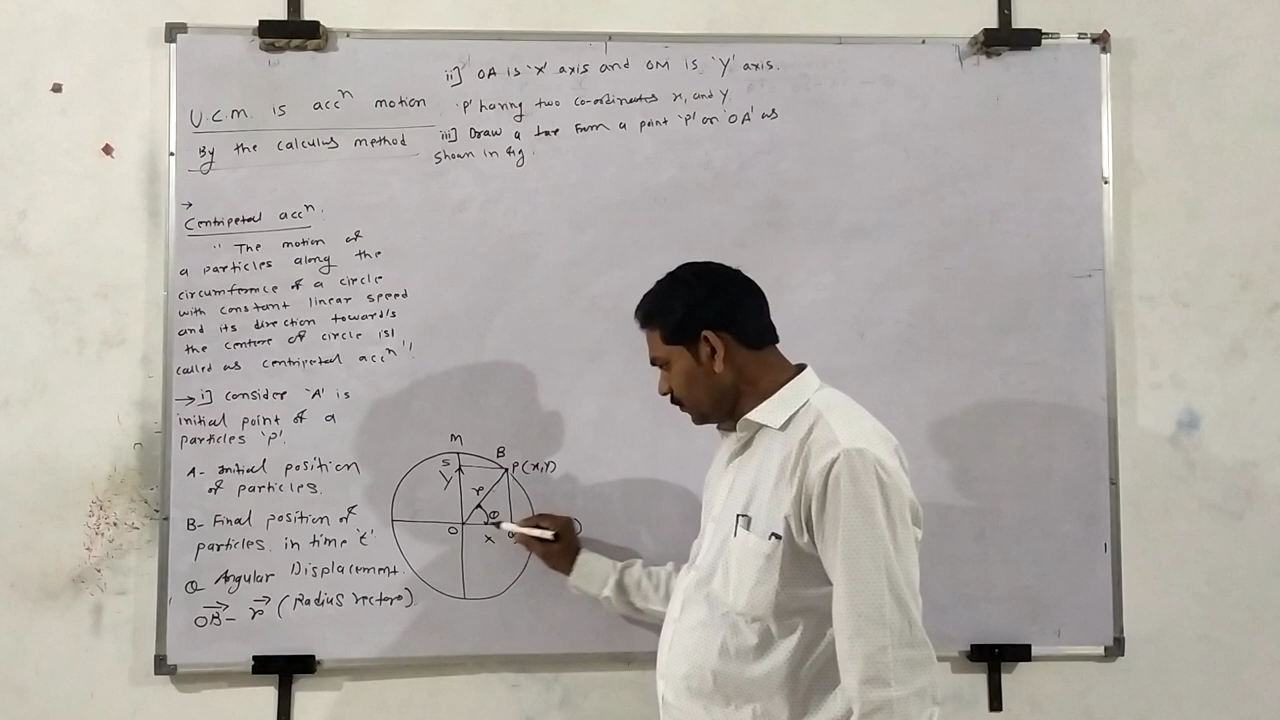 U.C.M. is accⁿ motion
By the calculus method
→
Centripetal accⁿ:
" The motion of
a particles along the
circumference of a circle
with constant linear speed
and its direction toward's
the centere of circle is
called as centripetal accⁿ"
→ i] consider 'A' is
initial point of a
particles 'p'.
A - Initial position
of particles.
B - Final position of
particles. in time 't'
θ Angular Displacement.
OB - r (Radius vectore)
ii] OA is 'x' axis and OM is 'y' axis.
'P' having two co-ordinates x, and y
iii] Draw a from a point 'p' on 'OA' as
shown in fig.
M
S
B
P(x,y)
y
r
θ
O
x